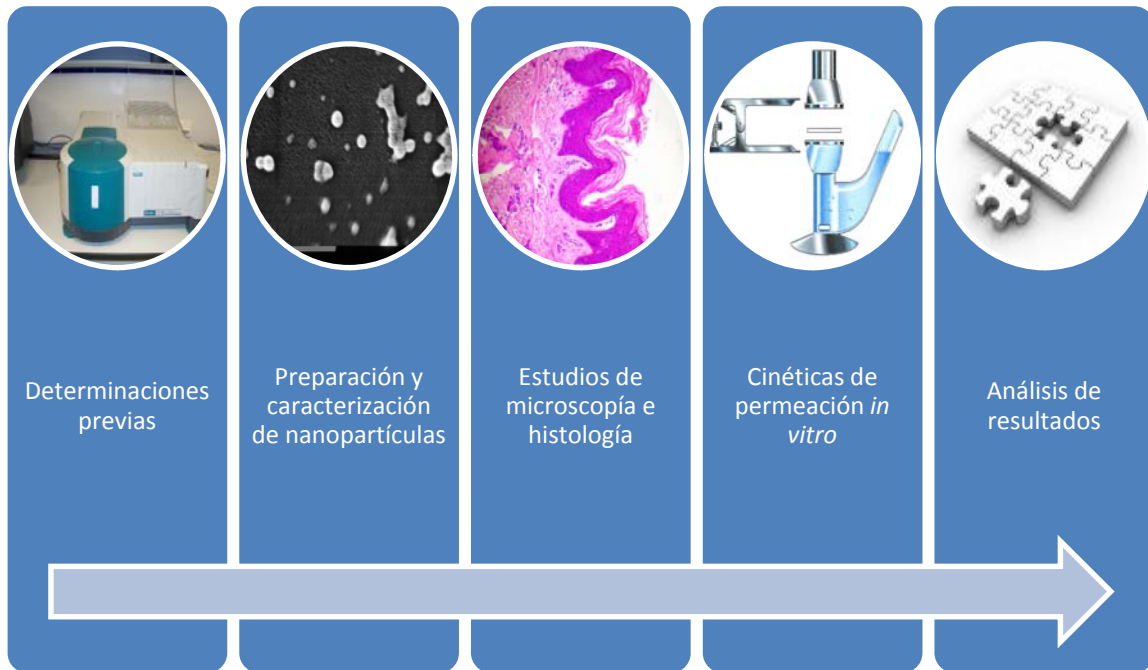 Determinaciones
previas
Preparación y
caracterización
de nanopartículas
Estudios de
microscopía e
histología
Cinéticas de
permeación in
vitro
Análisis de
resultados